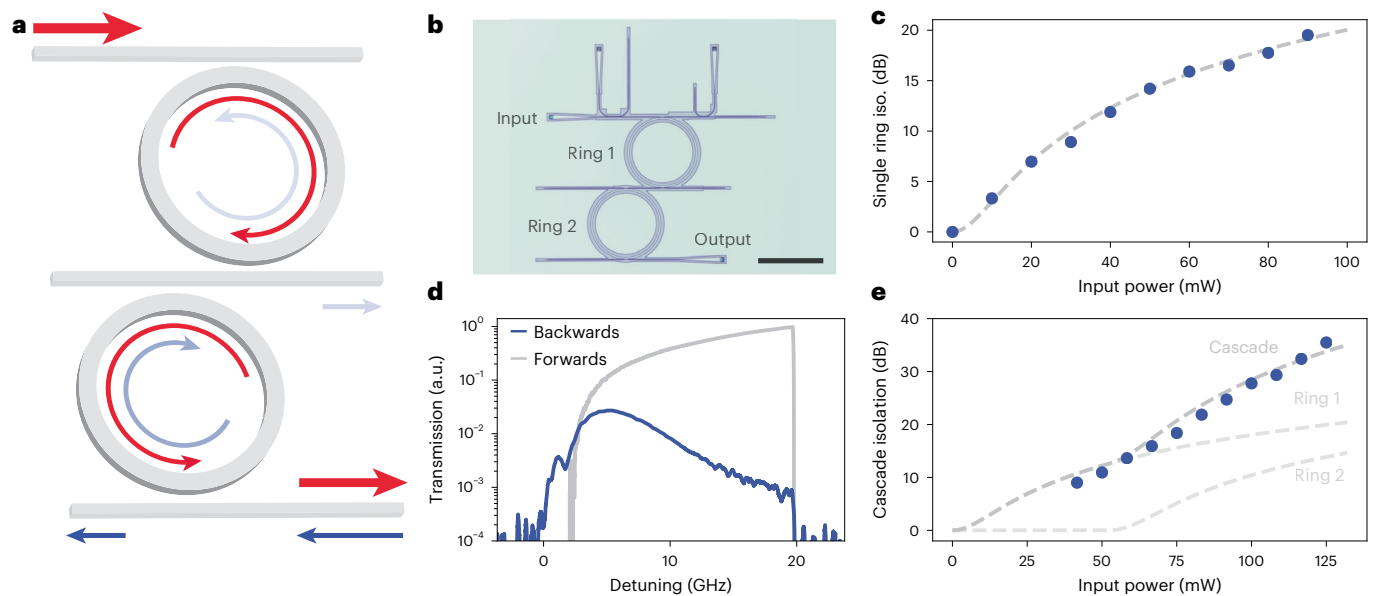 a
b
Input
Ring 1
Ring 2
Output
c
Single ring iso. (dB)
20
15
10
5
0
0 20 40 60 80 100
Input power (mW)
d
Backwards
Forwards
Transmission (a.u.)
10⁰
10⁻¹
10⁻²
10⁻³
10⁻⁴
0 10 20
Detuning (GHz)
e
Cascade isolation (dB)
40
30
20
10
0
Cascade
Ring 1
Ring 2
0 25 50 75 100 125
Input power (mW)